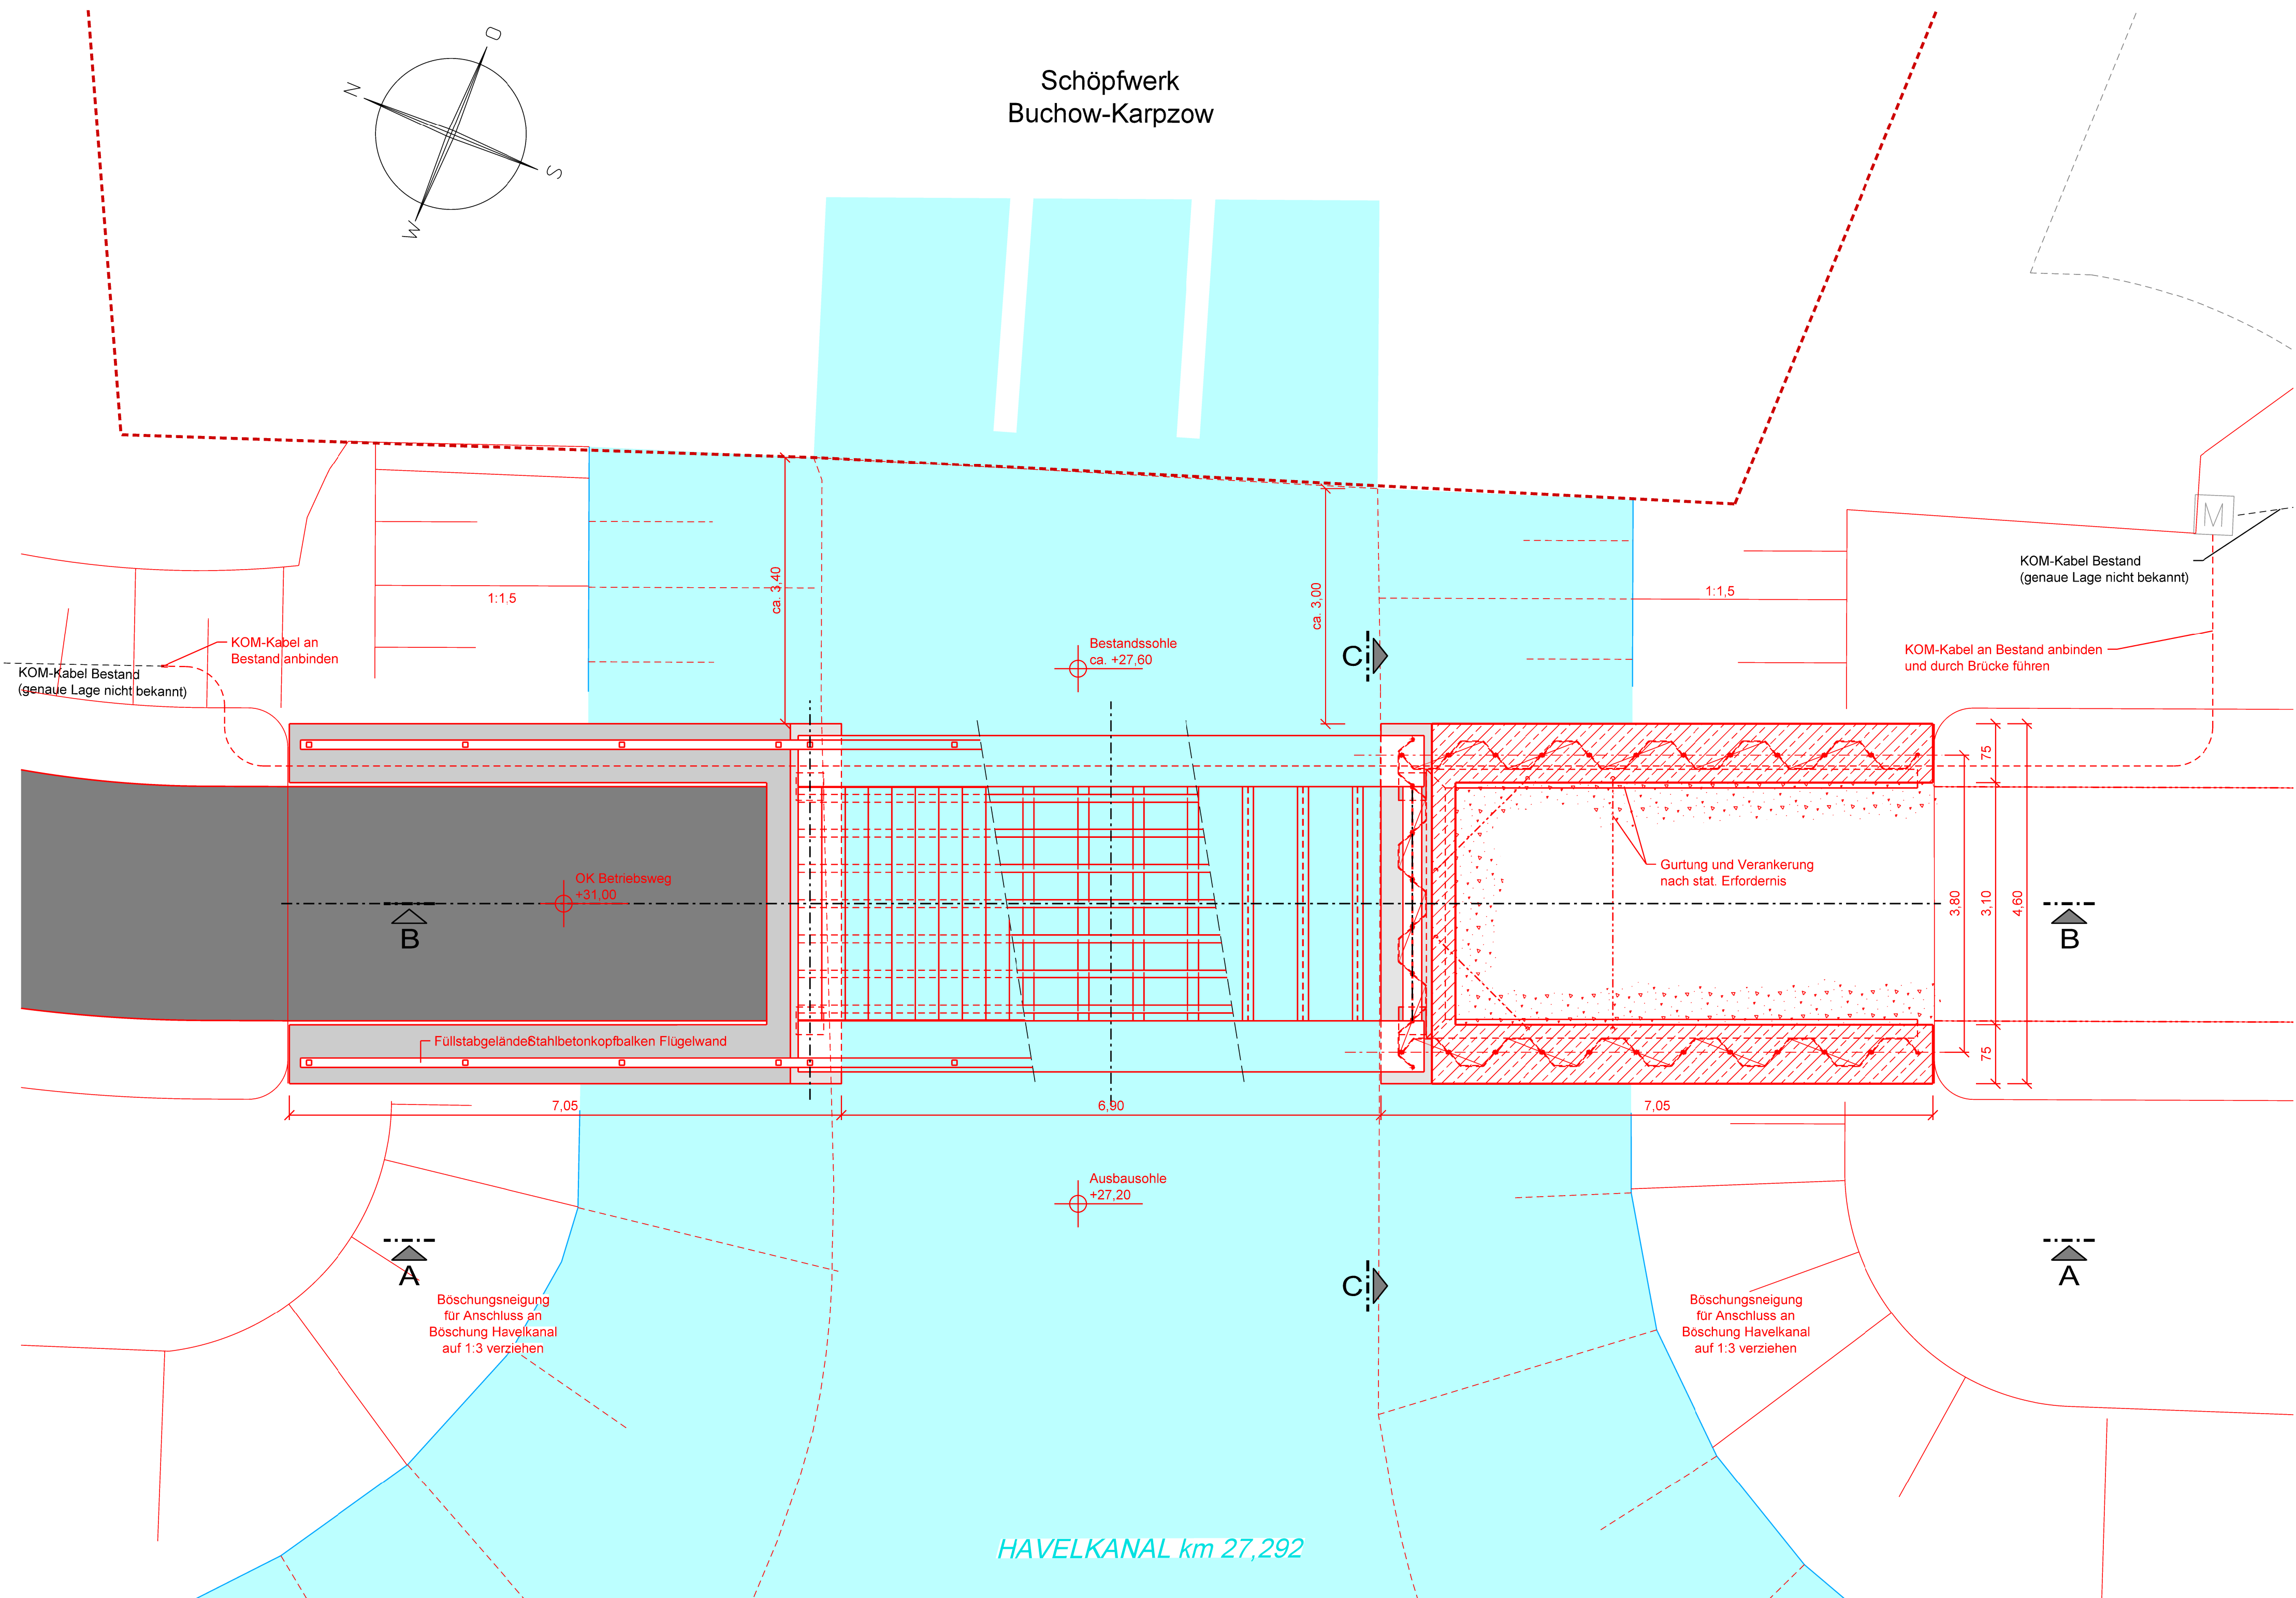 O
N
S
W
Schöpfwerk
Buchow-Karpzow
1:1.5
ca. 3,40
ca. 3,00
1:1,5
M
KOM-Kabel Bestand
(genaue Lage nicht bekannt)
KOM-Kabel an
Bestand anbinden
KOM-Kabel Bestand
(genaue Lage nicht bekannt)
Bestandssohle
ca. +27,60
C
KOM-Kabel an Bestand anbinden
und durch Brücke führen
75
Gurtung und Verankerung
nach stat. Erfordernis
OK Betriebsweg
+31,00
3,80
3,10
4,60
B
B
Füllstabgeländer
Stahlbetonkopfbalken Flügelwand
75
7,05
6,90
7,05
Ausbausohle
+27,20
A
C
A
Böschungsneigung
für Anschluss an
Böschung Havelkanal
auf 1:3 verziehen
Böschungsneigung
für Anschluss an
Böschung Havelkanal
auf 1:3 verziehen
HAVELKANAL km 27,292